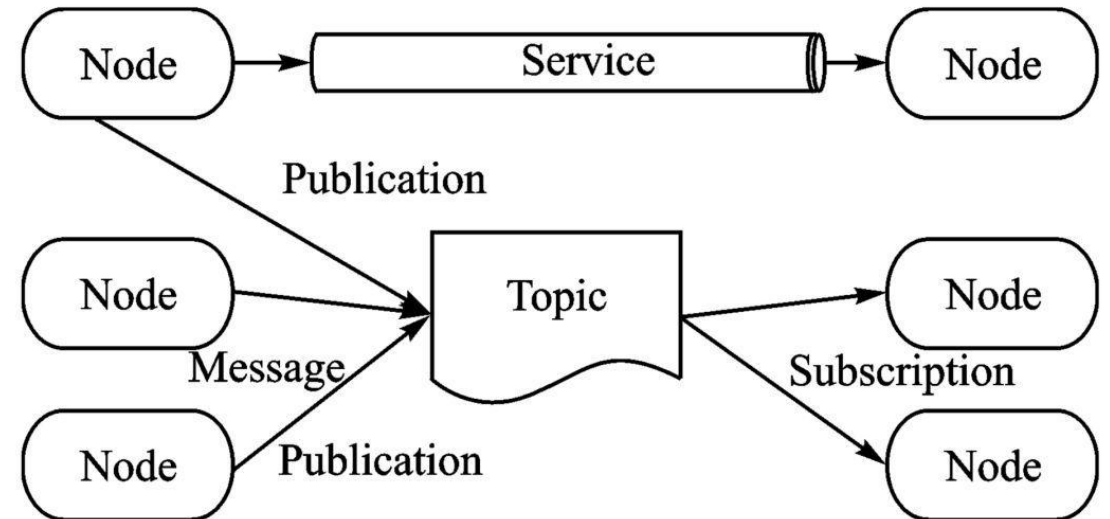 Node
Service
Node
Publication
Node
Topic
Node
Message
Subscription
Node
Publication
Node